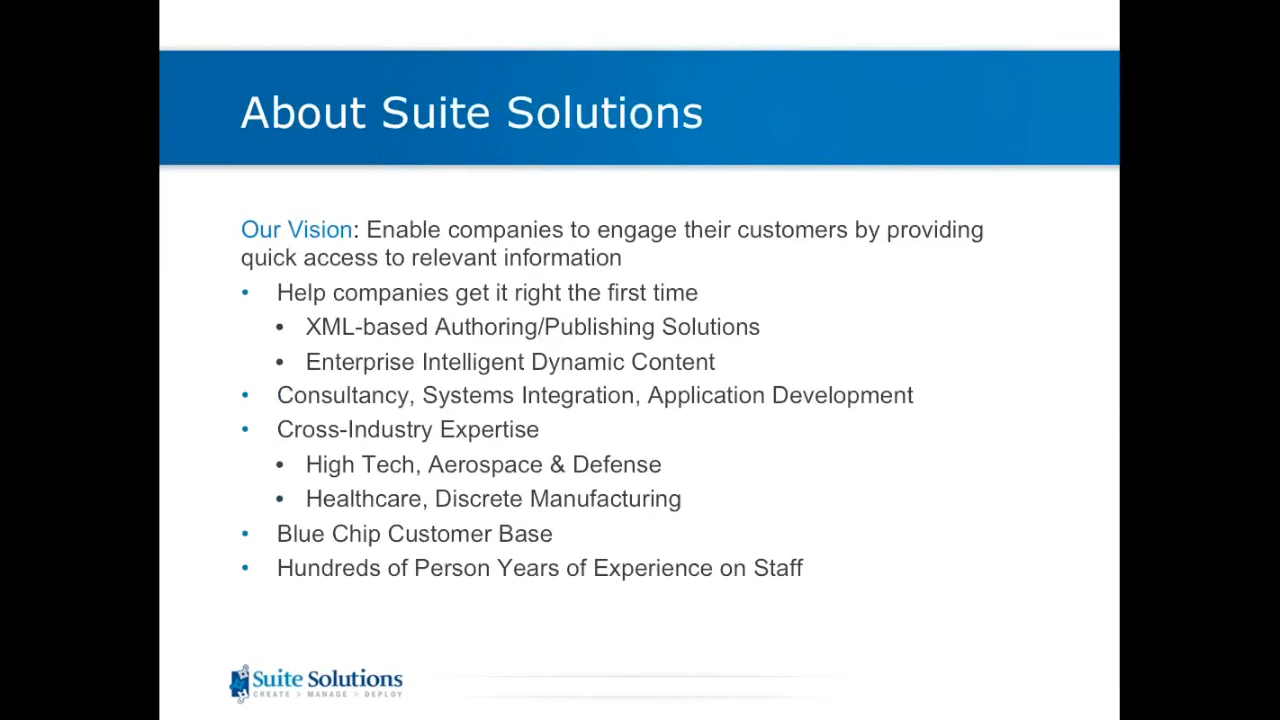 About Suite Solutions
Our Vision: Enable companies to engage their customers by providing
quick access to relevant information
• Help companies get it right the first time
• XML-based Authoring/Publishing Solutions
• Enterprise Intelligent Dynamic Content
• Consultancy, Systems Integration, Application Development
• Cross-Industry Expertise
• High Tech, Aerospace & Defense
• Healthcare, Discrete Manufacturing
• Blue Chip Customer Base
• Hundreds of Person Years of Experience on Staff
Suite Solutions
CREATE > MANAGE > DEPLOY